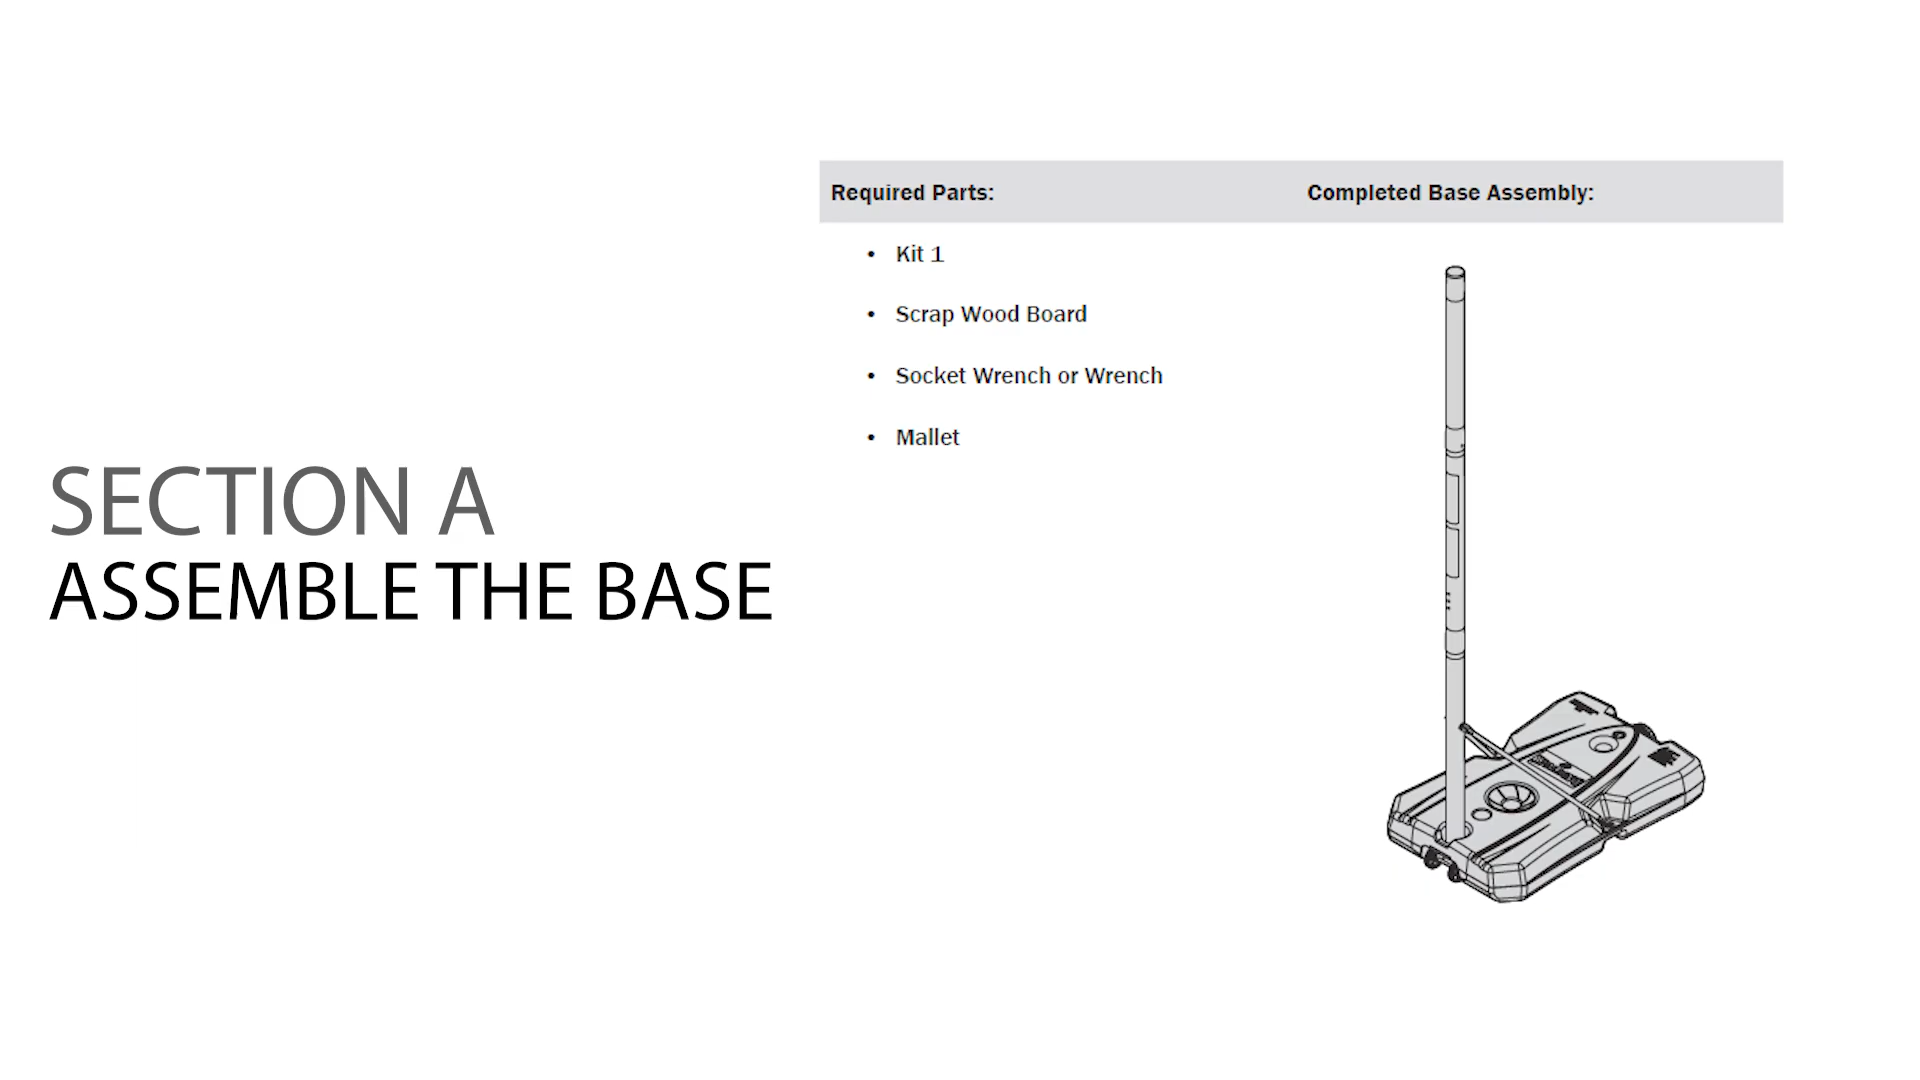 SECTION A
ASSEMBLE THE BASE
Required Parts:
Completed Base Assembly:
• Kit 1
• Scrap Wood Board
• Socket Wrench or Wrench
• Mallet